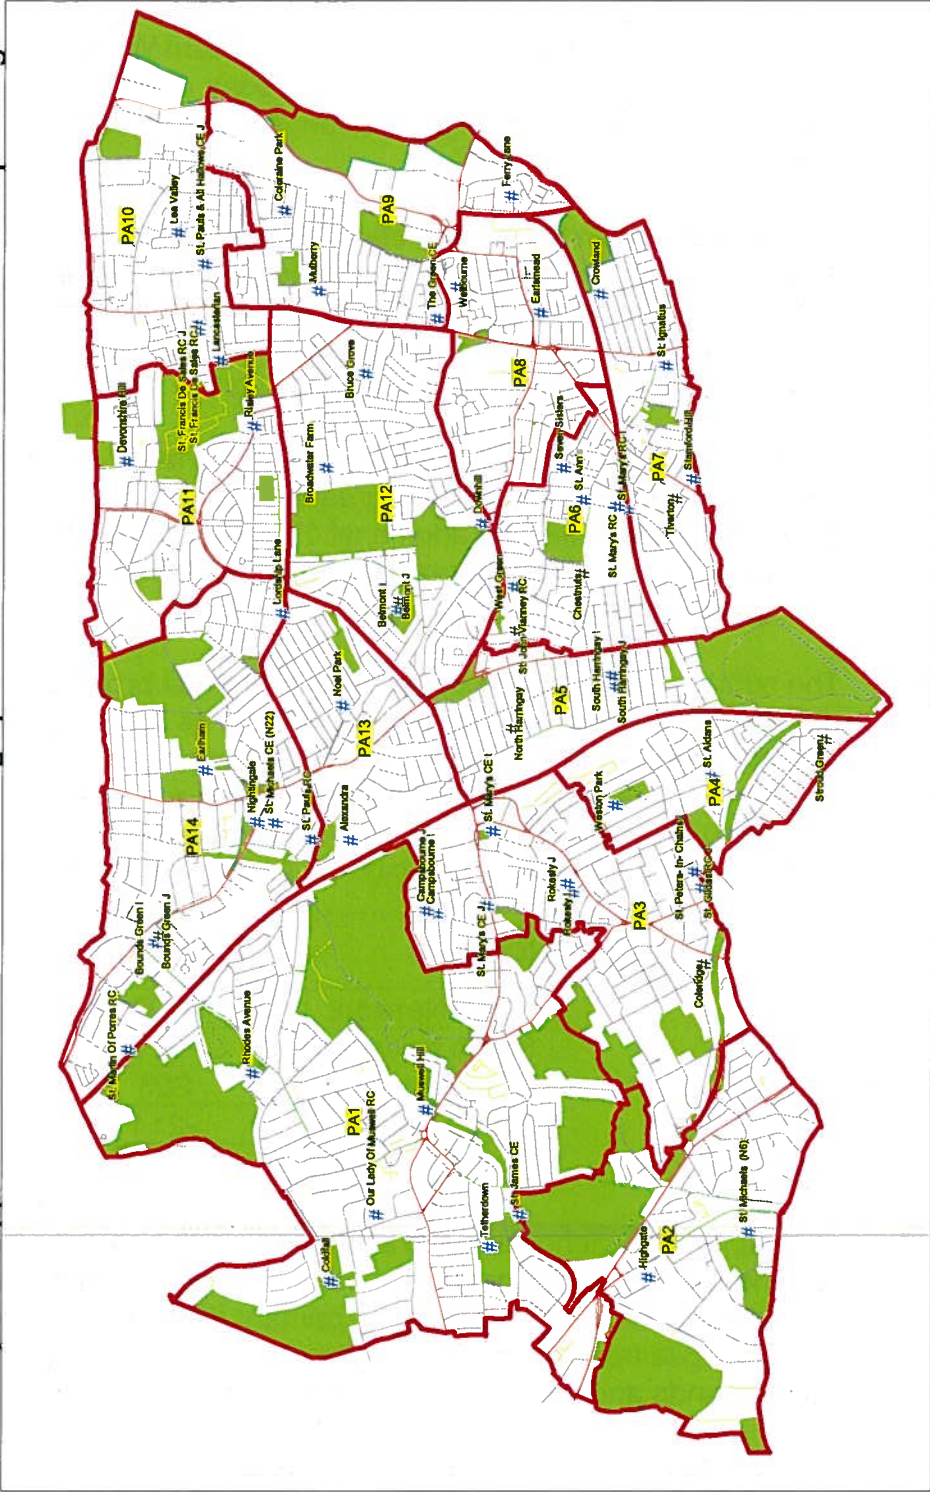 PA10
Lea Valley
St. Pauls & All Hallows CE J
Coleraine Park
Ferry Lane
PA9
Mulberry
The Green CE
Welbourne
Earlsmead
Crowland
Lancasterian
St. Francis De Sales RC J
St. Francis De Sales RC I
Devonshire Hill
Risley Avenue
Bruce Grove
PA8
St. Ignatius
PA11
Broadwater Farm
PA12
Downhill
Seven Sisters
St. Ann
PA6
St. Mary's RC I
St. Mary's RC
PA7
Stamford Hill
Tiverton
Lordship Lane
Belmont I
Belmont J
West Green
St. John Vianney RC
Chestnuts
Noel Park
North Harringay
PA5
South Harringay I
South Harringay J
Earlham
PA13
Nightingale
St. Michaels CE (N22)
St. Pauls RC
Alexandra
PA14
St. Mary's CE I
Weston Park
St. Aidans
PA4
Stroud Green
Bounds Green I
Bounds Green J
Campsbourne J
Campsbourne I
Rokesly J
Rokesly I
St. Mary's CE J
PA3
St. Peters- In- Chains
St. Gildas RC J
Coleridge
St. Martin Of Porres RC
Rhodes Avenue
Muswell Hill
PA1
Our Lady Of Muswell RC
St. James CE
Tetherdown
Coldfall
Highgate
PA2
St. Michaels (N6)